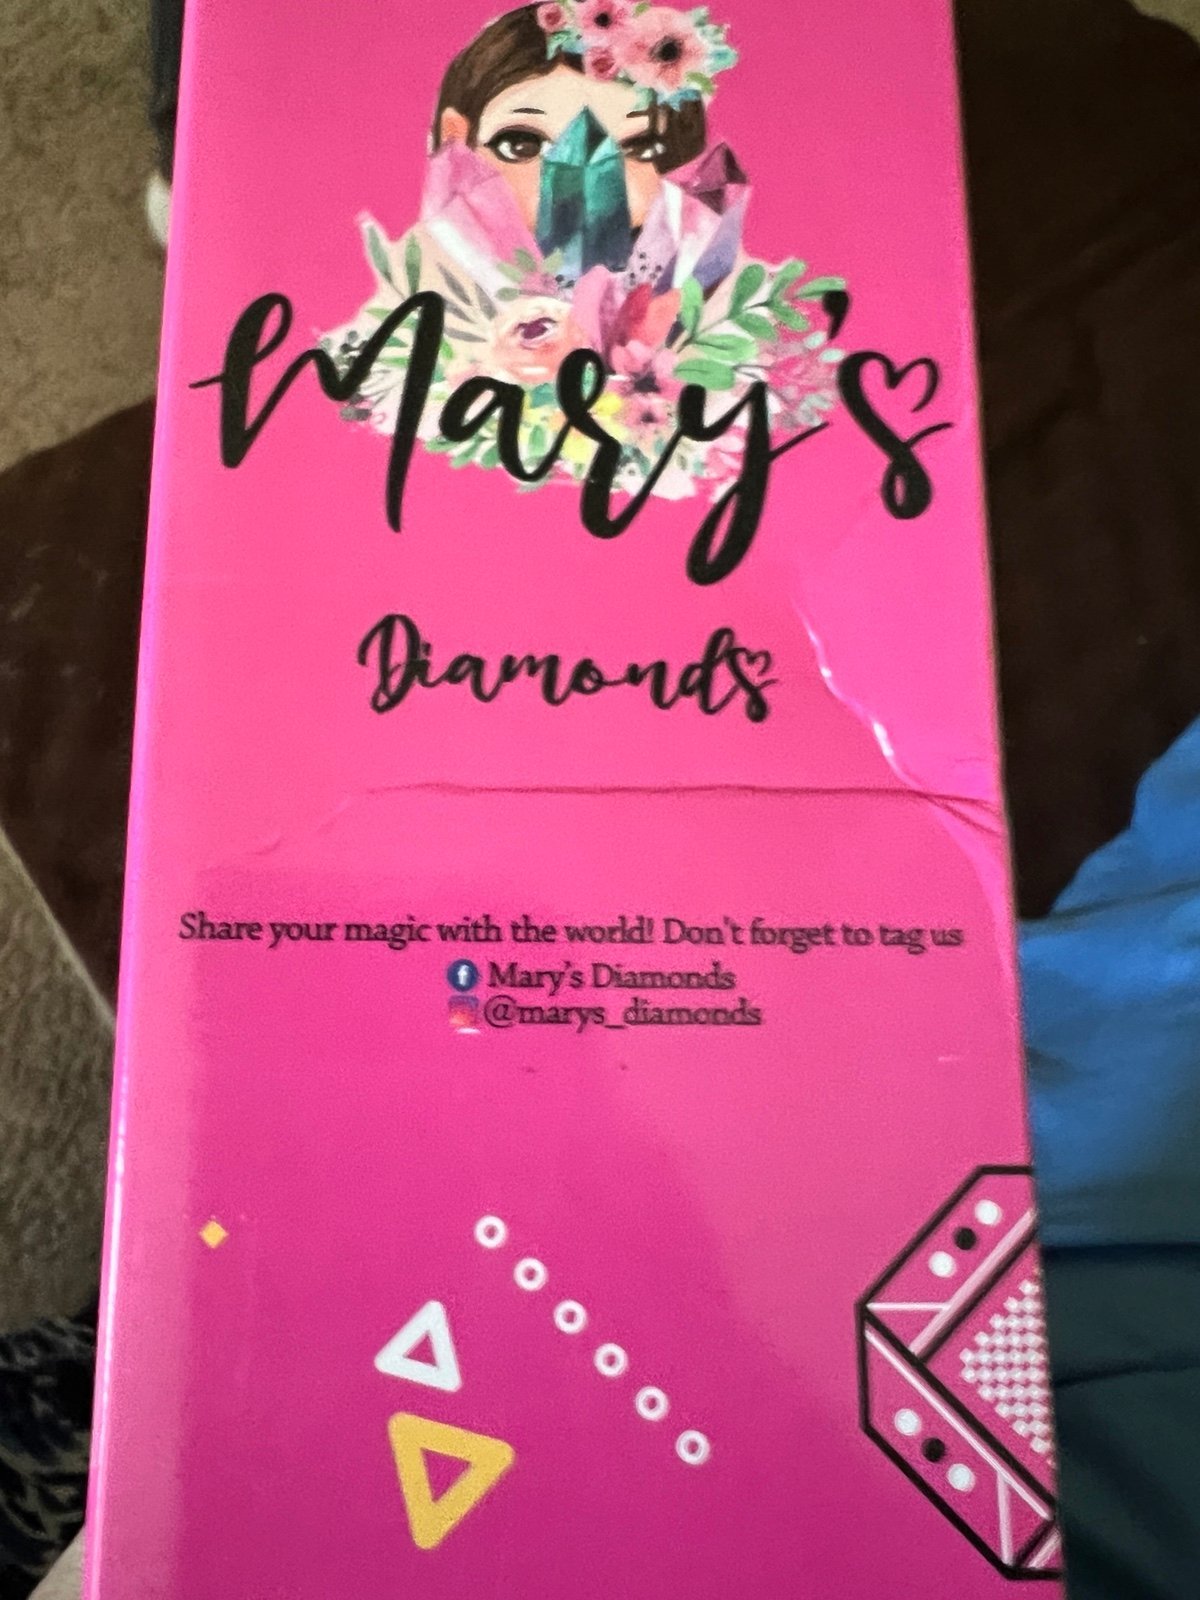 Mary's
Diamonds
Share your magic with the world! Don't forget to tag us
Mary's Diamonds
@marys_diamonds